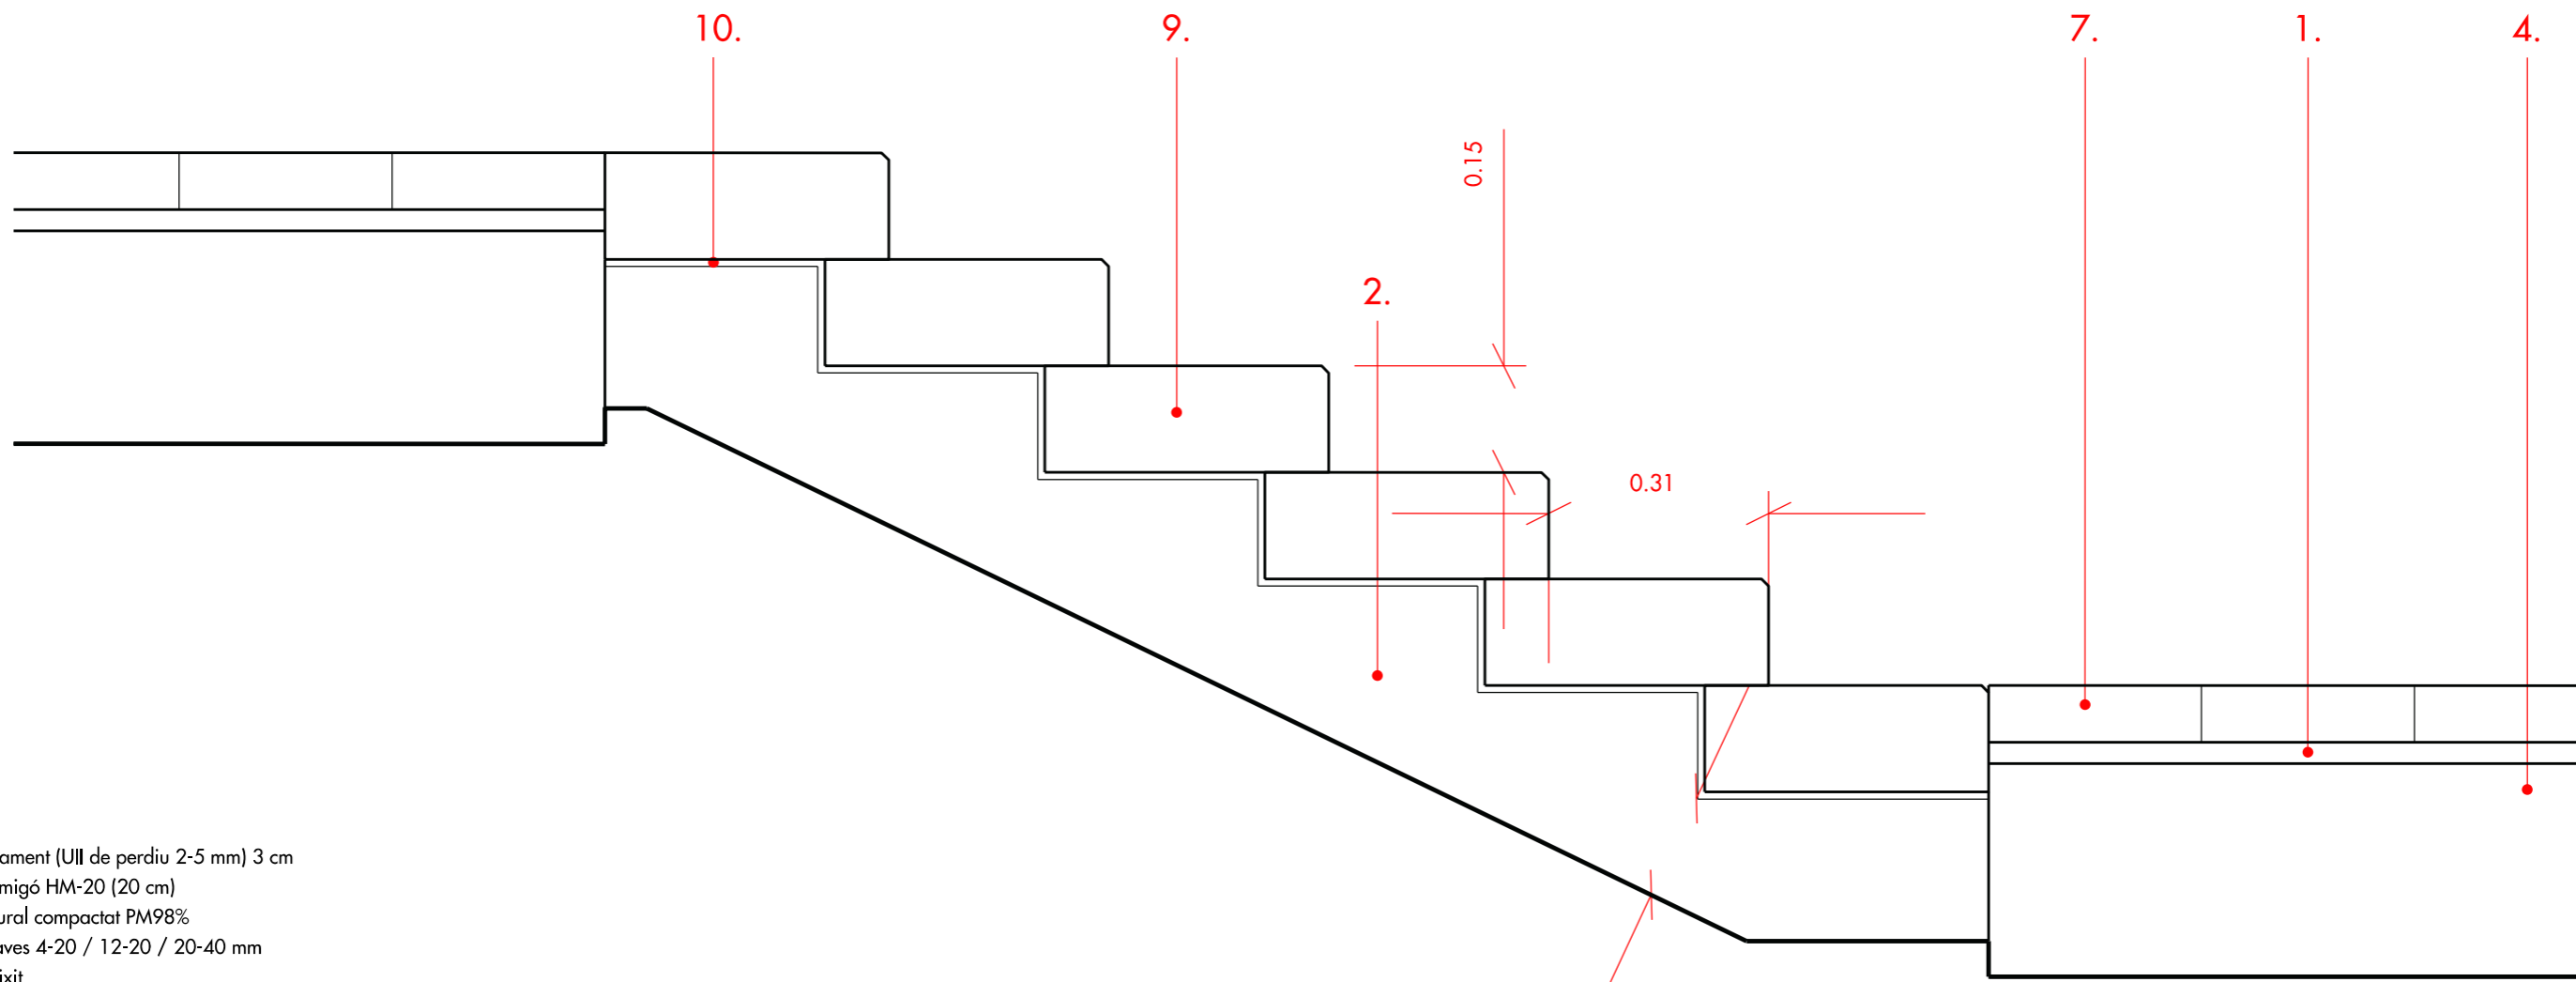 10. 9. 7. 1. 4.
0.15
2.
0.31
ament (Ull de perdiu 2-5 mm) 3 cm
migó HM-20 (20 cm)
ural compactat PM98%
aves 4-20 / 12-20 / 20-40 mm
ixit